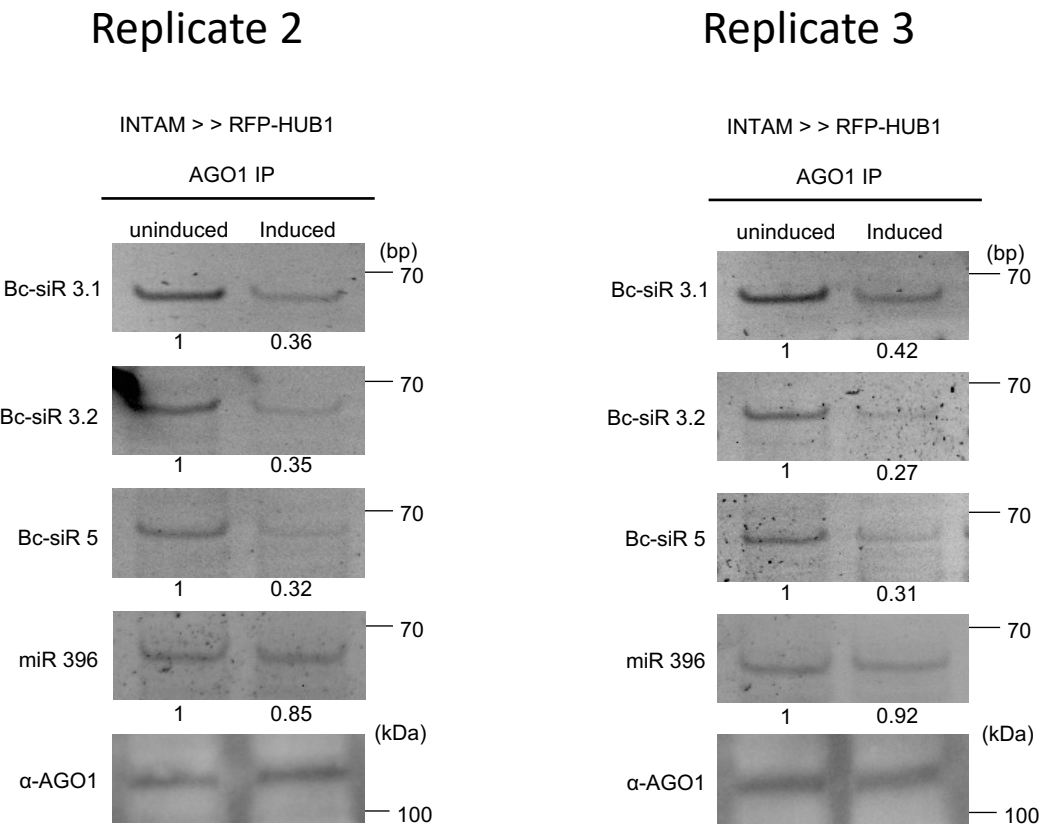 Replicate 2
INTAM > > RFP-HUB1
AGO1 IP
uninduced Induced
(bp)
Bc-siR 3.1
70
1 0.36
Bc-siR 3.2
70
1 0.35
Bc-siR 5
70
1 0.32
miR 396
70
1 0.85
(kDa)
α-AGO1
100
Replicate 3
INTAM > > RFP-HUB1
AGO1 IP
uninduced Induced
(bp)
Bc-siR 3.1
70
1 0.42
Bc-siR 3.2
70
1 0.27
Bc-siR 5
70
1 0.31
miR 396
70
1 0.92
(kDa)
α-AGO1
100